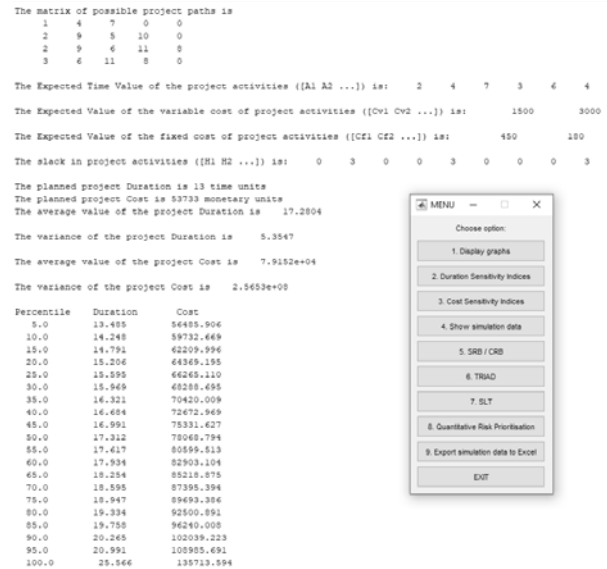 The matrix of possible project paths is
1 4 7 0 0
2 9 5 10 0
2 9 6 11 8
3 6 11 8 0
The Expected Time Value of the project activities ([A1 A2 ...]) is: 2 4 7 3 6 4
The Expected Value of the variable cost of project activities ([Cv1 Cv2 ...]) is: 1500 3000
The Expected Value of the fixed cost of project activities ([Cf1 Cf2 ...]) is: 450 180
The slack in project activities ([H1 H2 ...]) is: 0 3 0 0 3 0 0 0 3
The planned project Duration is 13 time units
The planned project Cost is 53733 monetary units
The average value of the project Duration is 17.2804
The variance of the project Duration is 5.3547
The average value of the project Cost is 7.9152e+04
The variance of the project Cost is 2.5653e+08
Percentile Duration Cost
5.0 13.485 56485.906
10.0 14.248 59732.669
15.0 14.791 62209.996
20.0 15.206 64369.195
25.0 15.595 66265.110
30.0 15.969 68288.695
35.0 16.321 70420.009
40.0 16.684 72672.969
45.0 16.991 75331.627
50.0 17.312 78068.794
55.0 17.617 80599.513
60.0 17.934 82903.104
65.0 18.254 85218.875
70.0 18.595 87395.394
75.0 18.947 89693.386
80.0 19.334 92500.891
85.0 19.758 96240.008
90.0 20.265 102039.223
95.0 20.991 108985.691
100.0 25.566 135713.594
MENU
Choose option:
1. Display graphs
2. Duration Sensitivity Indices
3. Cost Sensitivity Indices
4. Show simulation data
5. SRB / CRB
6. TRIAD
7. SLT
8. Quantitative Risk Prioritisation
9. Export simulation data to Excel
EXIT